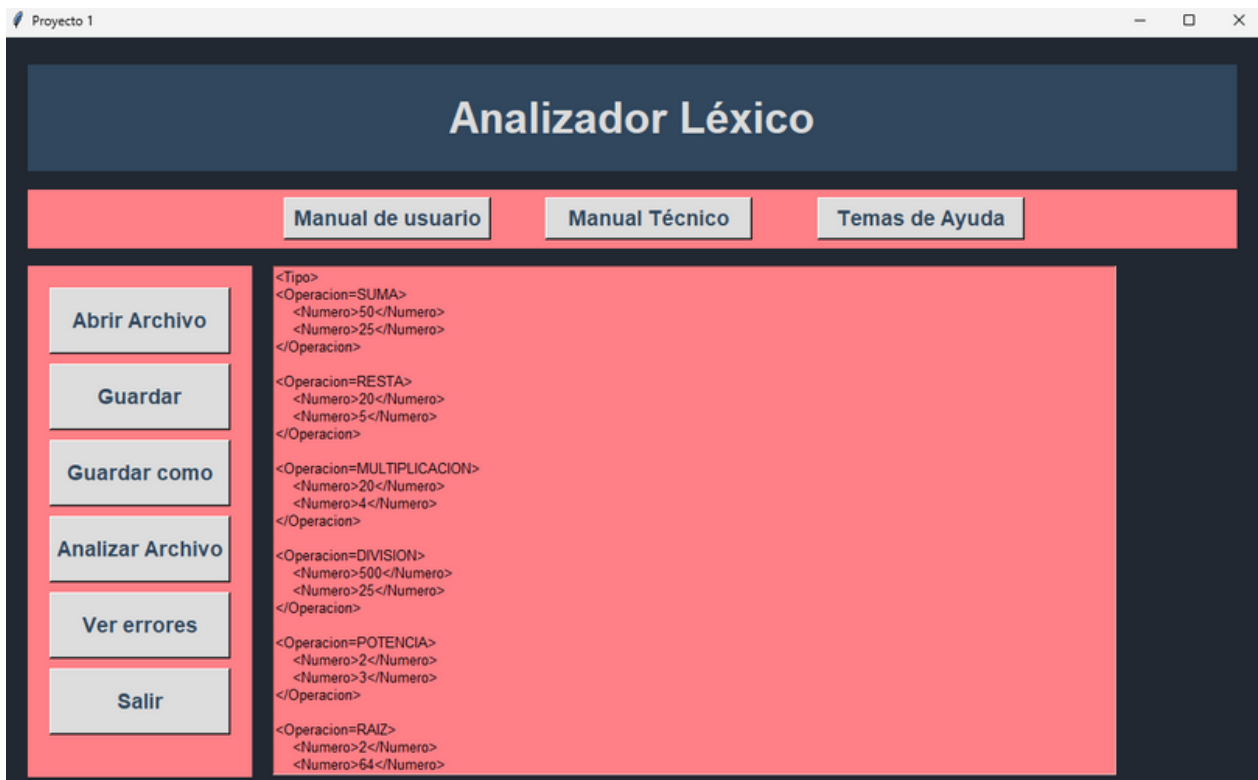 Proyecto 1
Analizador Léxico
Manual de usuario
Manual Técnico
Temas de Ayuda
Abrir Archivo
Guardar
Guardar como
Analizar Archivo
Ver errores
Salir
<Tipo>
<Operacion=SUMA>
<Numero>50</Numero>
<Numero>25</Numero>
</Operacion>
<Operacion=RESTA>
<Numero>20</Numero>
<Numero>5</Numero>
</Operacion>
<Operacion=MULTIPLICACION>
<Numero>20</Numero>
<Numero>4</Numero>
</Operacion>
<Operacion=DIVISION>
<Numero>500</Numero>
<Numero>25</Numero>
</Operacion>
<Operacion=POTENCIA>
<Numero>2</Numero>
<Numero>3</Numero>
</Operacion>
<Operacion=RAIZ>
<Numero>2</Numero>
<Numero>64</Numero>